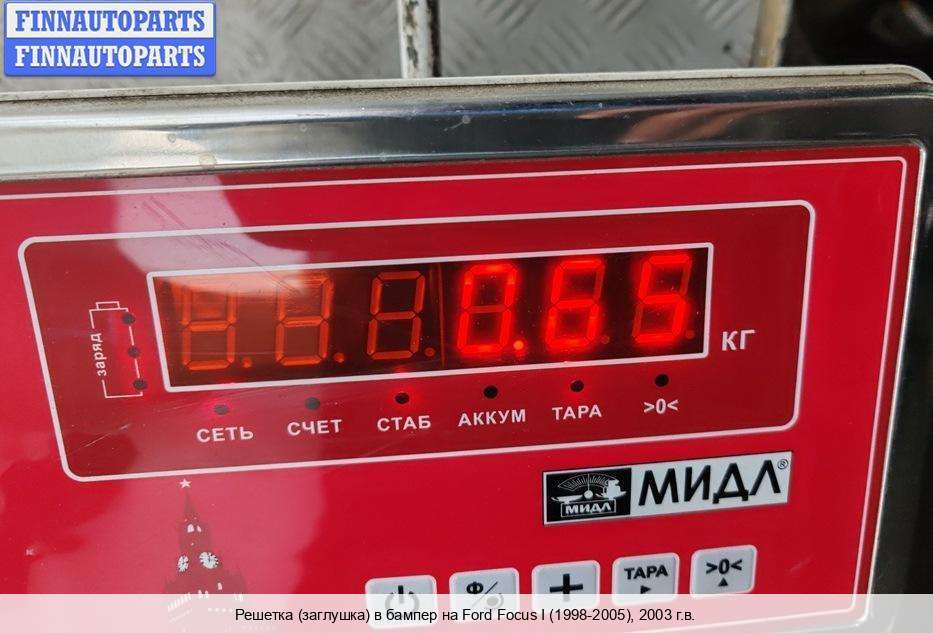 FINNAUTOPARTS
FINNAUTOPARTS
заряд
0.65
КГ
СЕТЬ СЧЕТ СТАБ АККУМ ТАРА >0<
МИДЛ
МИДЛ®
Ф/ + ТАРА >0<
Решетка (заглушка) в бампер на Ford Focus I (1998-2005), 2003 г.в.